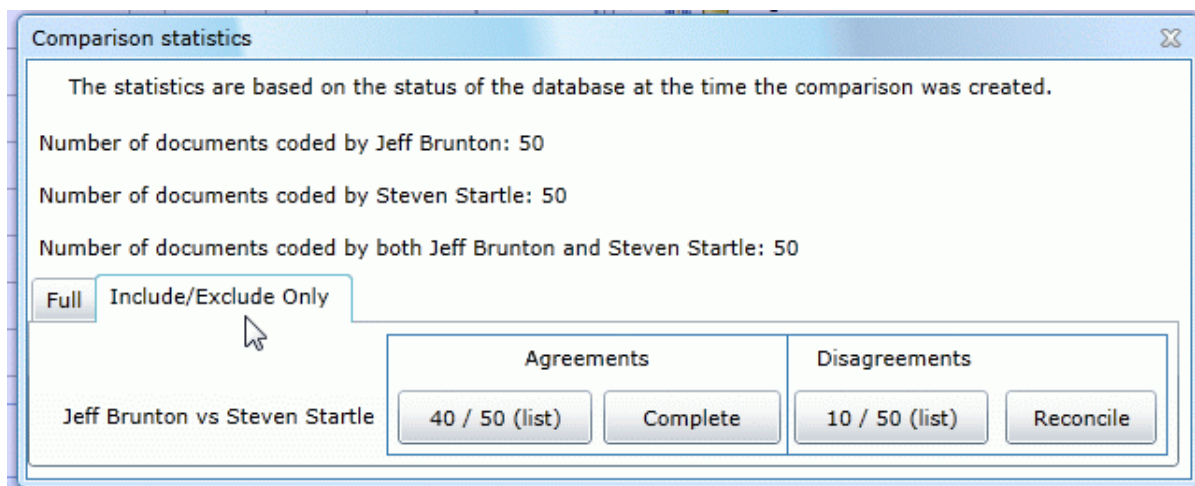 Comparison statistics
The statistics are based on the status of the database at the time the comparison was created.
Number of documents coded by Jeff Brunton: 50
Number of documents coded by Steven Startle: 50
Number of documents coded by both Jeff Brunton and Steven Startle: 50
Full Include/Exclude Only
Agreements Disagreements
Jeff Brunton vs Steven Startle 40 / 50 (list) Complete 10 / 50 (list) Reconcile